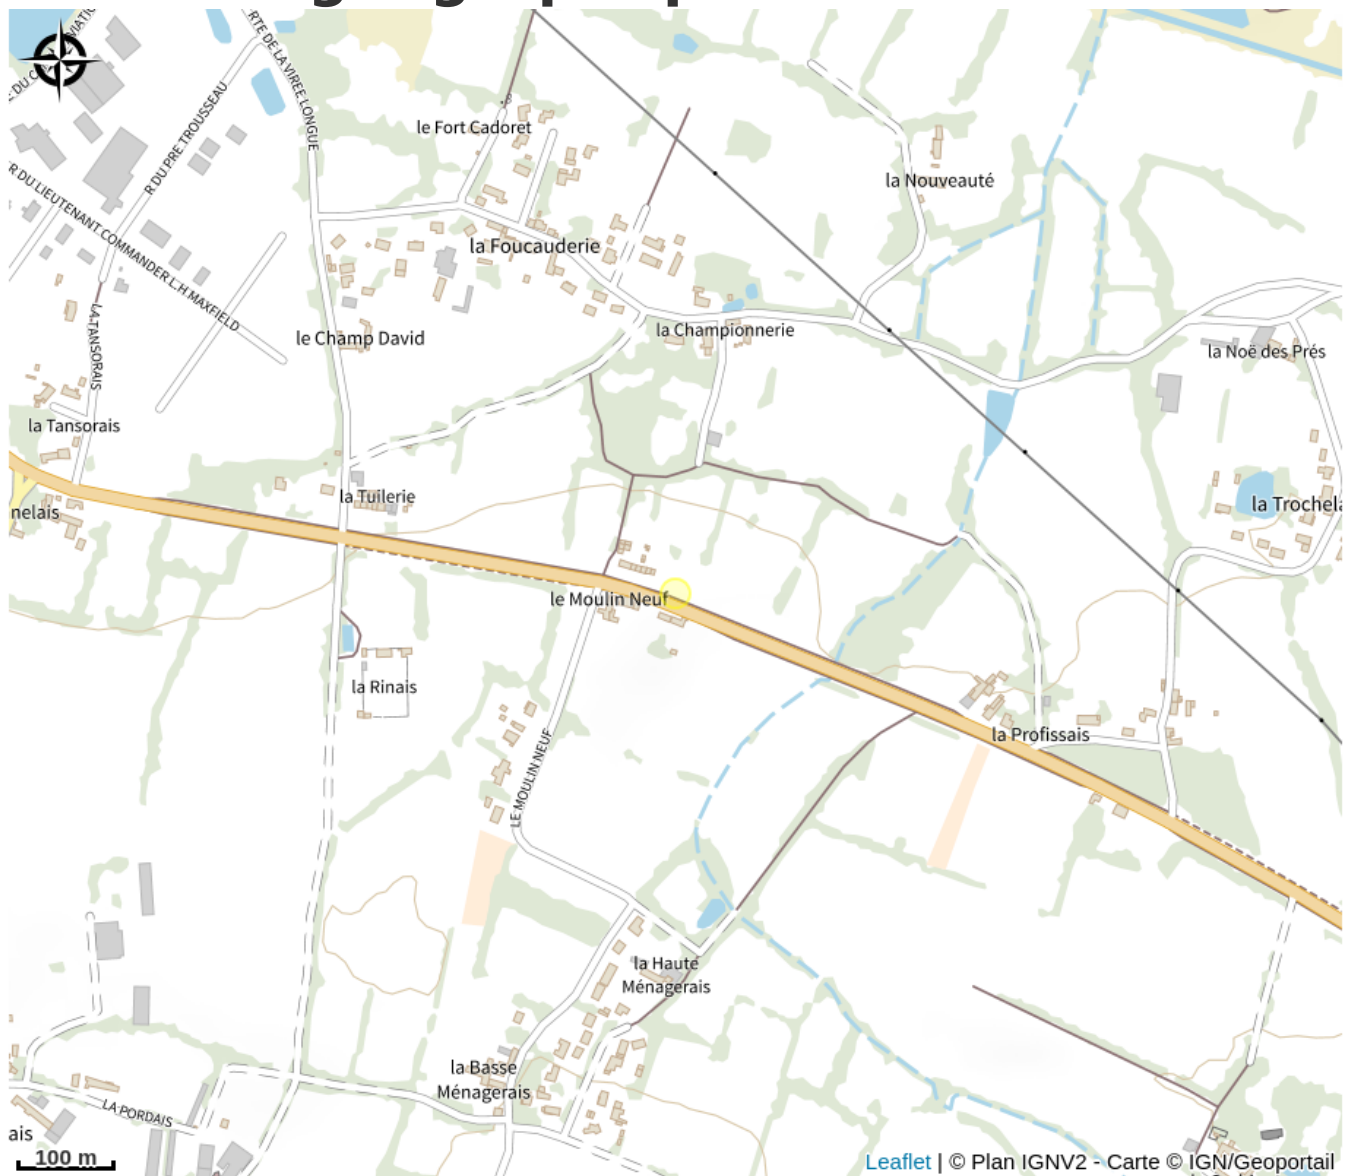 RTE DE LA VIREE LONGUE
R DU PRE TROUSSEAU
le Fort Cadoret
R DU LIEUTENANT COMMANDER L.H MAXFIELD
la Nouveauté
la Foucauderie
LA TANSORAIS
le Champ David
la Championnerie
la Noë des Prés
la Tansorais
la Tuilerie
nelais
la Trochela
le Moulin Neuf
la Rinais
LE MOULIN NEUF
la Profissais
la Haute
Ménagerais
la Basse
Ménagerais
LA PORDAIS
ais
100 m
Leaflet | © Plan IGNV2 - Carte © IGN/Geoportail